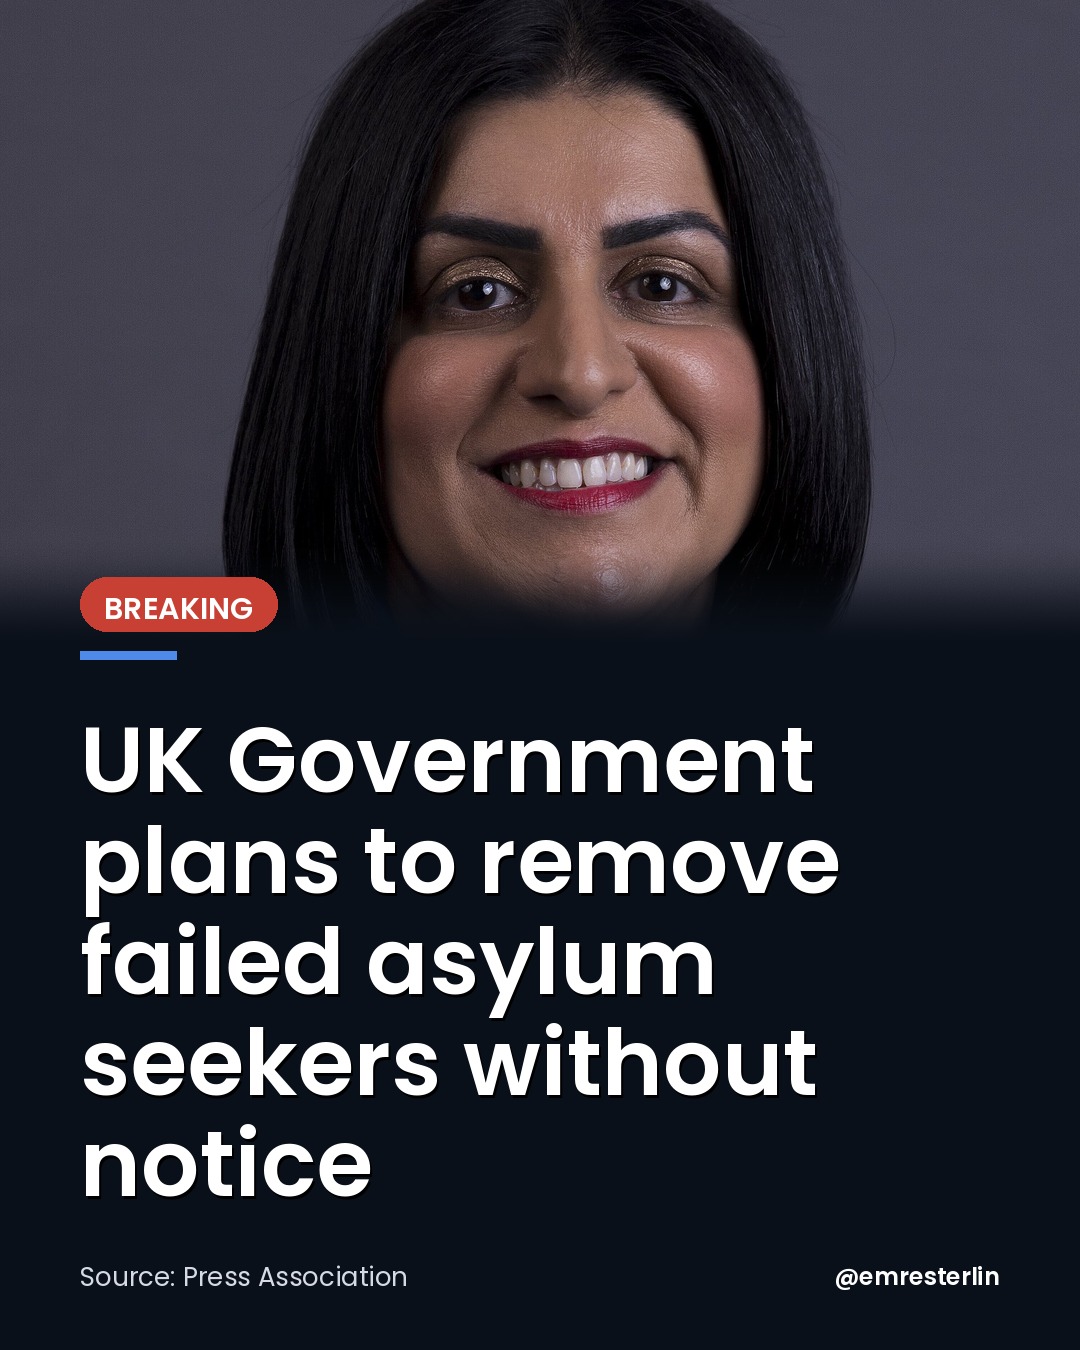 BREAKING
UK Government
plans to remove
failed asylum
seekers without
notice
Source: Press Association
@emresterlin